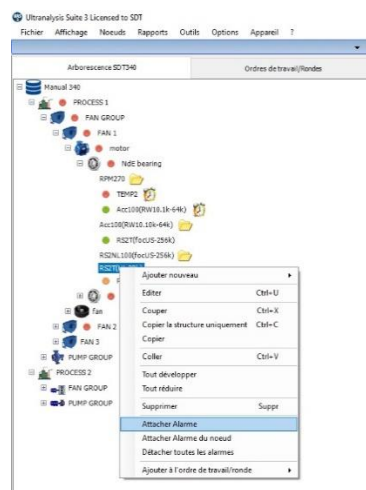 Ultranalysis Suite 3 Licensed to SDT
Fichier Affichage Noeuds Rapports Outils Options Appareil ?
Arborescence SDT340 Ordres de travail/Rondes
Manual 340
PROCESS 1
FAN GROUP
FAN 1
motor
NdE bearing
RPM270
TEMP2
Acc100(RW10.1k-64k)
Acc100(RW10.10k-64k)
RS2T(focUS-256k)
RS2NL100(focUS-256k)
Ajouter nouveau
Editer Ctrl-U
Couper Ctrl-X
Copier la structure uniquement Ctrl-C
Copier
Coller Ctrl-V
Tout développer
Tout réduire
Supprimer Suppr
Attacher Alarme
Attacher Alarme du noeud
Détacher toutes les alarmes
Ajouter à l'ordre de travail/ronde
fan
FAN 2
FAN 3
PUMP GROUP
PROCESS 2
FAN GROUP
PUMP GROUP